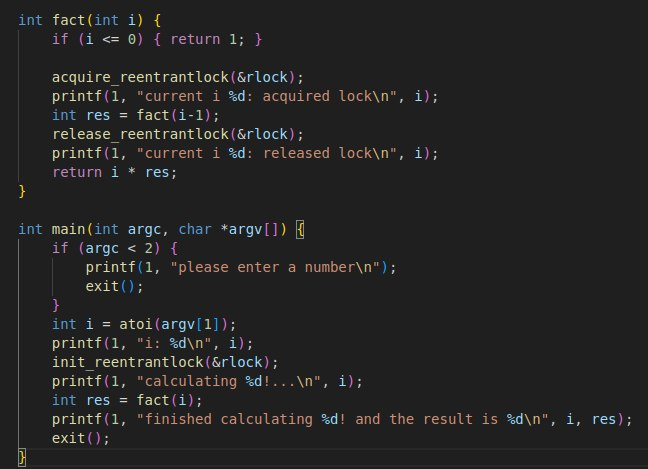 int fact(int i) {
    if (i <= 0) { return 1; }

    acquire_reentrantlock(&rlock);
    printf(1, "current i %d: acquired lock\n", i);
    int res = fact(i-1);
    release_reentrantlock(&rlock);
    printf(1, "current i %d: released lock\n", i);
    return i * res;
}

int main(int argc, char *argv[]) {
    if (argc < 2) {
        printf(1, "please enter a number\n");
        exit();
    }
    int i = atoi(argv[1]);
    printf(1, "i: %d\n", i);
    init_reentrantlock(&rlock);
    printf(1, "calculating %d!...\n", i);
    int res = fact(i);
    printf(1, "finished calculating %d! and the result is %d\n", i, res);
    exit();
}